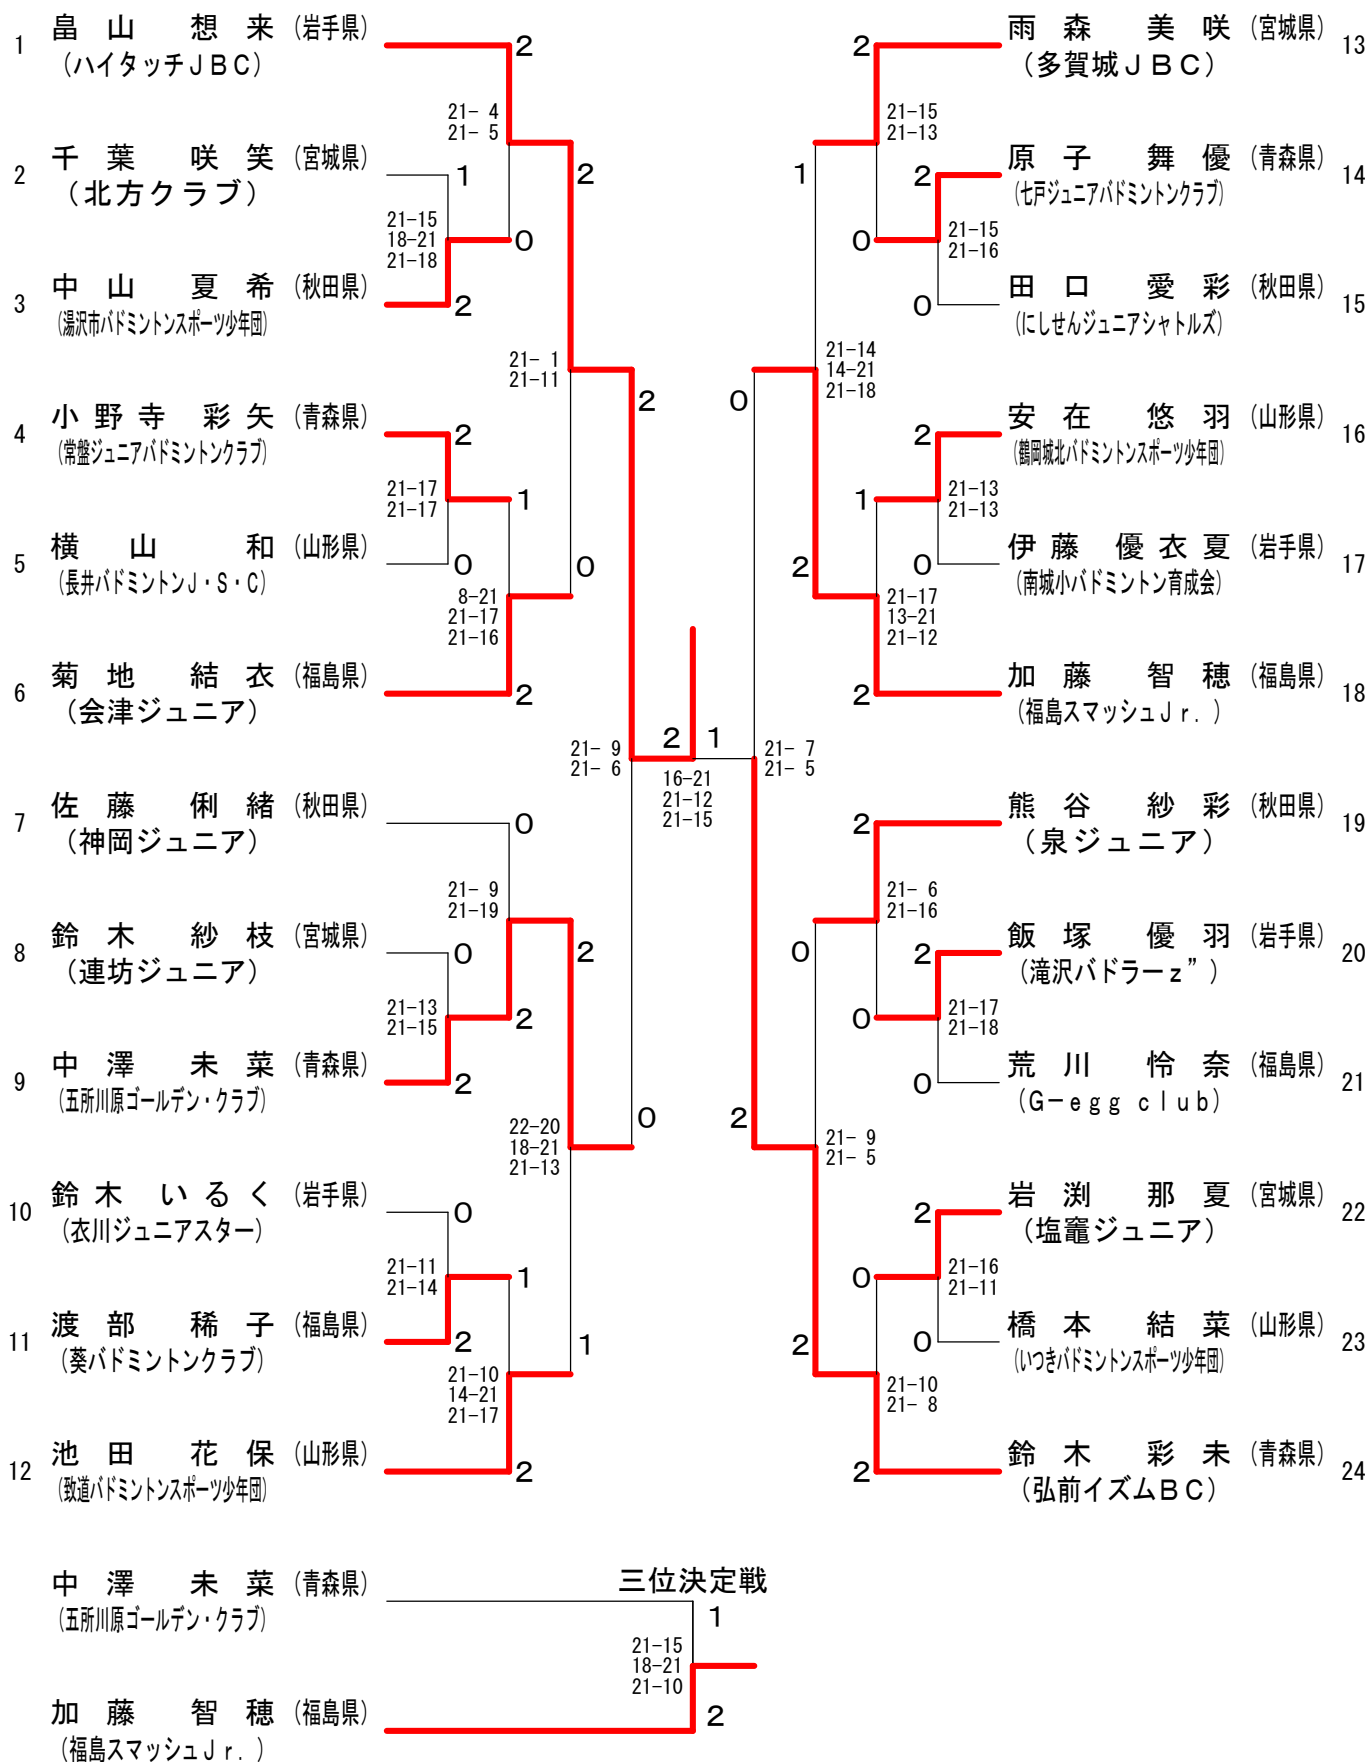 1 畠山 想来 (岩手県)
(ハイタッチJBC)
2
21- 4
21- 5
2 千葉 咲笑 (宮城県)
(北方クラブ)
1
2
21-15
18-21
21-18
0
3 中山 夏希 (秋田県)
(湯沢市バドミントンスポーツ少年団)
2
21- 1
21-11
2
4 小野寺 彩矢 (青森県)
(常盤ジュニアバドミントンクラブ)
2
21-17
21-17
1
5 横山 和 (山形県)
(長井バドミントンJ・S・C)
0
0
8-21
21-17
21-16
6 菊地 結衣 (福島県)
(会津ジュニア)
2
21- 9
21- 6
7 佐藤 俐緒 (秋田県)
(神岡ジュニア)
0
21- 9
21-19
8 鈴木 紗枝 (宮城県)
(連坊ジュニア)
0
2
21-13
21-15
2
9 中澤 未菜 (青森県)
(五所川原ゴールデン・クラブ)
2
22-20
18-21
21-13
0
10 鈴木 いるく (岩手県)
(衣川ジュニアスター)
0
21-11
21-14
1
11 渡部 稀子 (福島県)
(葵バドミントンクラブ)
2
1
21-10
14-21
21-17
12 池田 花保 (山形県)
(致道バドミントンスポーツ少年団)
2
2 1
16-21
21-12
21-15
雨森 美咲 (宮城県) 13
(多賀城JBC)
2
21-15
21-13
原子 舞優 (青森県) 14
(七戸ジュニアバドミントンクラブ)
2
1
21-15
21-16
0
田口 愛彩 (秋田県) 15
(にしせんジュニアシャトルズ)
0
21-14
14-21
21-18
0
安在 悠羽 (山形県) 16
(鶴岡城北バドミントンスポーツ少年団)
2
21-13
21-13
1
伊藤 優衣夏 (岩手県) 17
(南城小バドミントン育成会)
0
2
21-17
13-21
21-12
加藤 智穂 (福島県) 18
(福島スマッシュJr.)
2
21- 7
21- 5
熊谷 紗彩 (秋田県) 19
(泉ジュニア)
2
21- 6
21-16
飯塚 優羽 (岩手県) 20
(滝沢バドラーz”)
2
0
21-17
21-18
0
荒川 怜奈 (福島県) 21
(G-egg club)
0
21- 9
21- 5
2
岩渕 那夏 (宮城県) 22
(塩竈ジュニア)
2
21-16
21-11
0
橋本 結菜 (山形県) 23
(いつきバドミントンスポーツ少年団)
0
2
21-10
21- 8
鈴木 彩未 (青森県) 24
(弘前イズムBC)
2
三位決定戦
中澤 未菜 (青森県)
(五所川原ゴールデン・クラブ)
1
21-15
18-21
21-10
加藤 智穂 (福島県)
(福島スマッシュJr.)
2